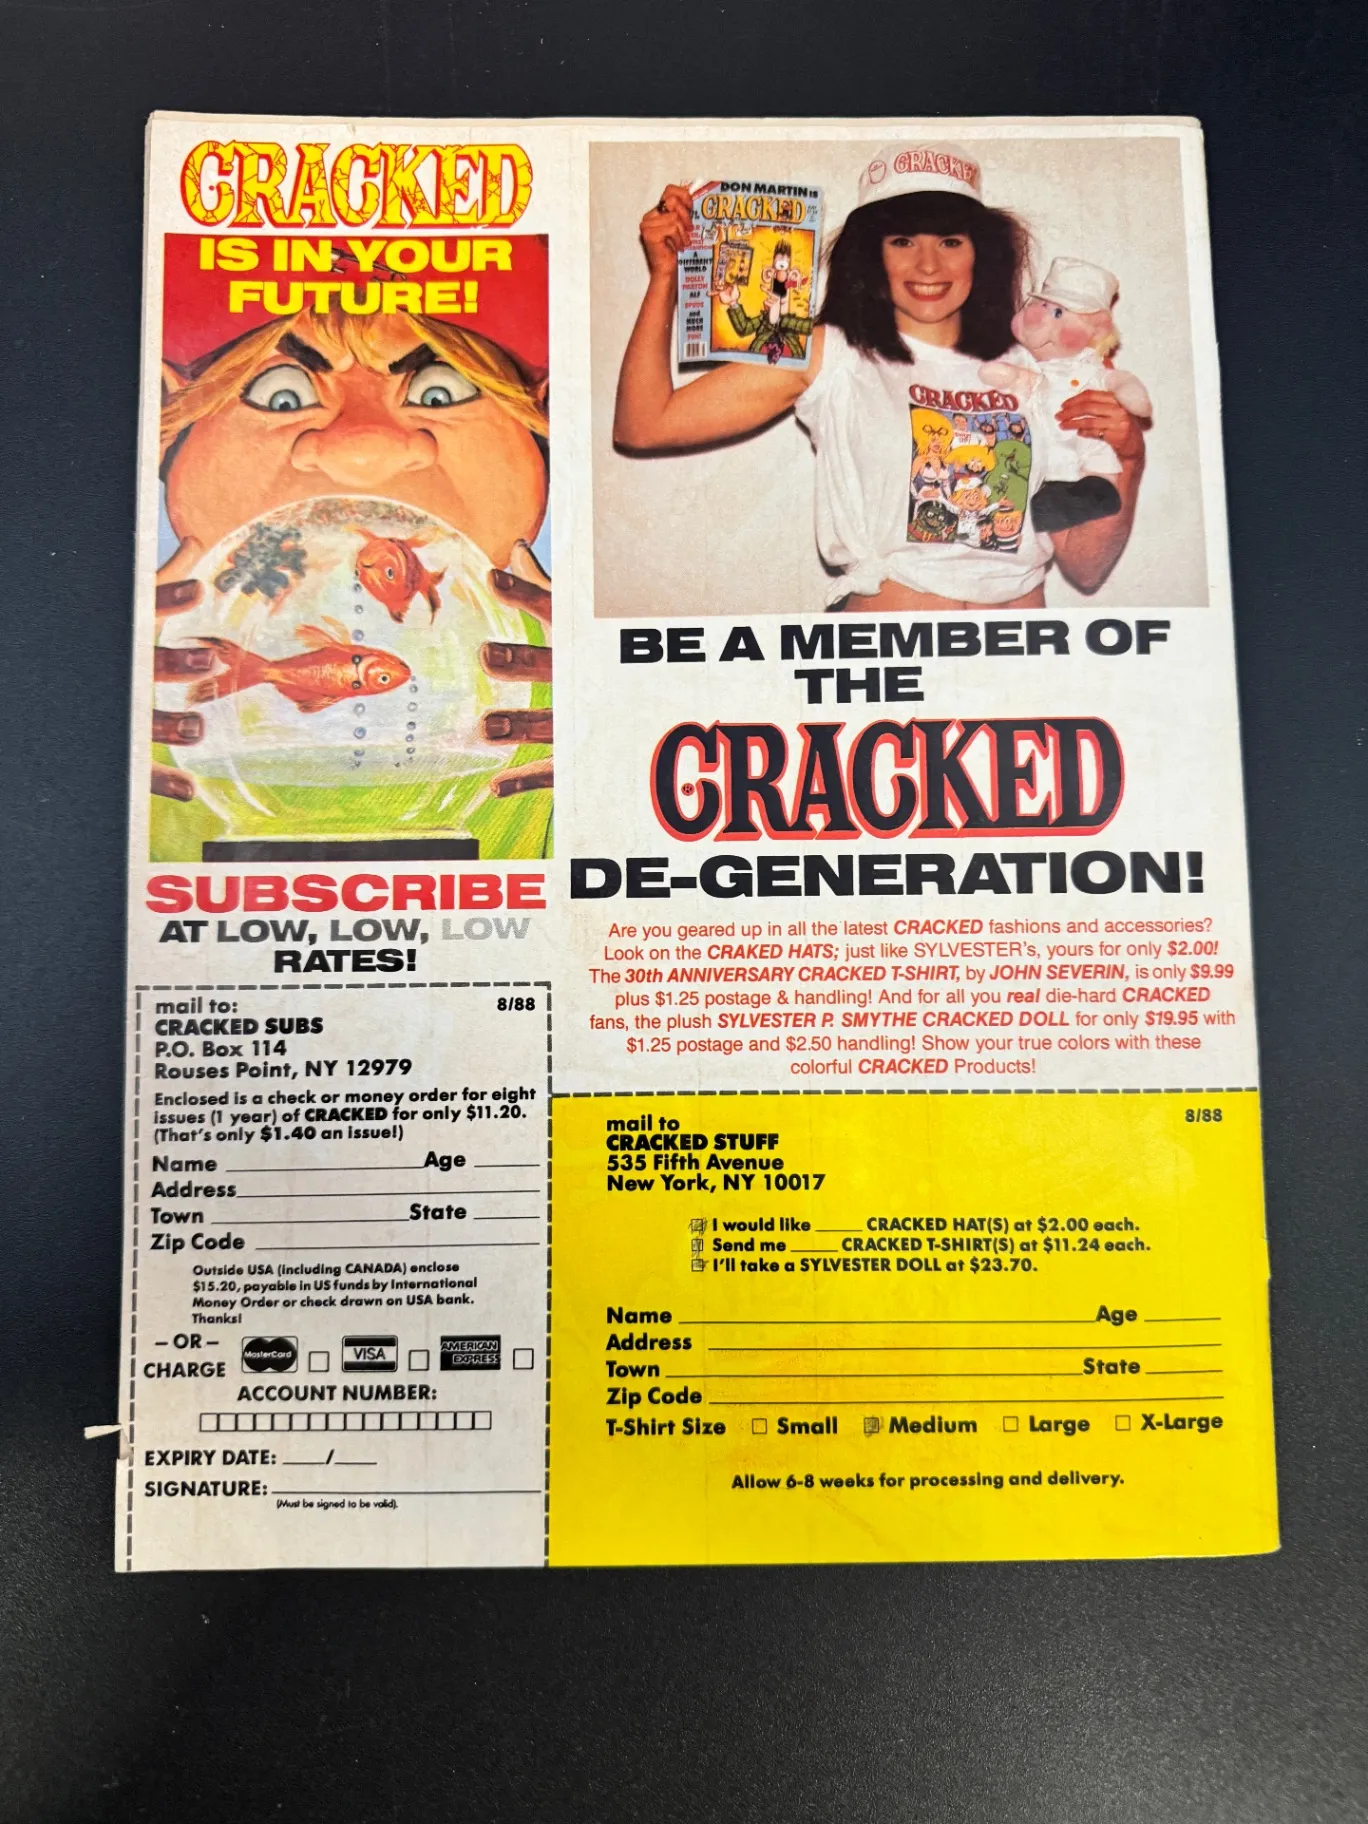 CRACKED
IS IN YOUR
FUTURE!
SUBSCRIBE
AT LOW, LOW, LOW
RATES!
mail to:
8/88
CRACKED SUBS
P.O. Box 114
Rouses Point, NY 12979
Enclosed is a check or money order for eight
issues (1 year) of CRACKED for only $11.20.
(That's only $1.40 an issue!)
Name Age
Address
Town State
Zip Code
Outside USA (including CANADA) enclose
$15.20, payable in US funds by International
Money Order or check drawn on USA bank.
Thanks!
– OR –
CHARGE
MasterCard
VISA
AMERICAN
EXPRESS
ACCOUNT NUMBER:
EXPIRY DATE: /
SIGNATURE:
(Must be signed to be valid).
CRACKED
DON MARTIN IS
CRACKED
A
DIFFERENT
WORLD
DOLLY
PARTON
ALF
SPUDS
and
MUCH
MORE
CRACKED
BE A MEMBER OF
THE
CRACKED
DE-GENERATION!
Are you geared up in all the latest CRACKED fashions and accessories?
Look on the CRAKED HATS; just like SYLVESTER's, yours for only $2.00!
The 30th ANNIVERSARY CRACKED T-SHIRT, by JOHN SEVERIN, is only $9.99
plus $1.25 postage & handling! And for all you real die-hard CRACKED
fans, the plush SYLVESTER P. SMYTHE CRACKED DOLL for only $19.95 with
$1.25 postage and $2.50 handling! Show your true colors with these
colorful CRACKED Products!
mail to
8/88
CRACKED STUFF
535 Fifth Avenue
New York, NY 10017
I would like CRACKED HAT(S) at $2.00 each.
Send me CRACKED T-SHIRT(S) at $11.24 each.
I'll take a SYLVESTER DOLL at $23.70.
Name Age
Address
Town State
Zip Code
T-Shirt Size Small Medium Large X-Large
Allow 6-8 weeks for processing and delivery.